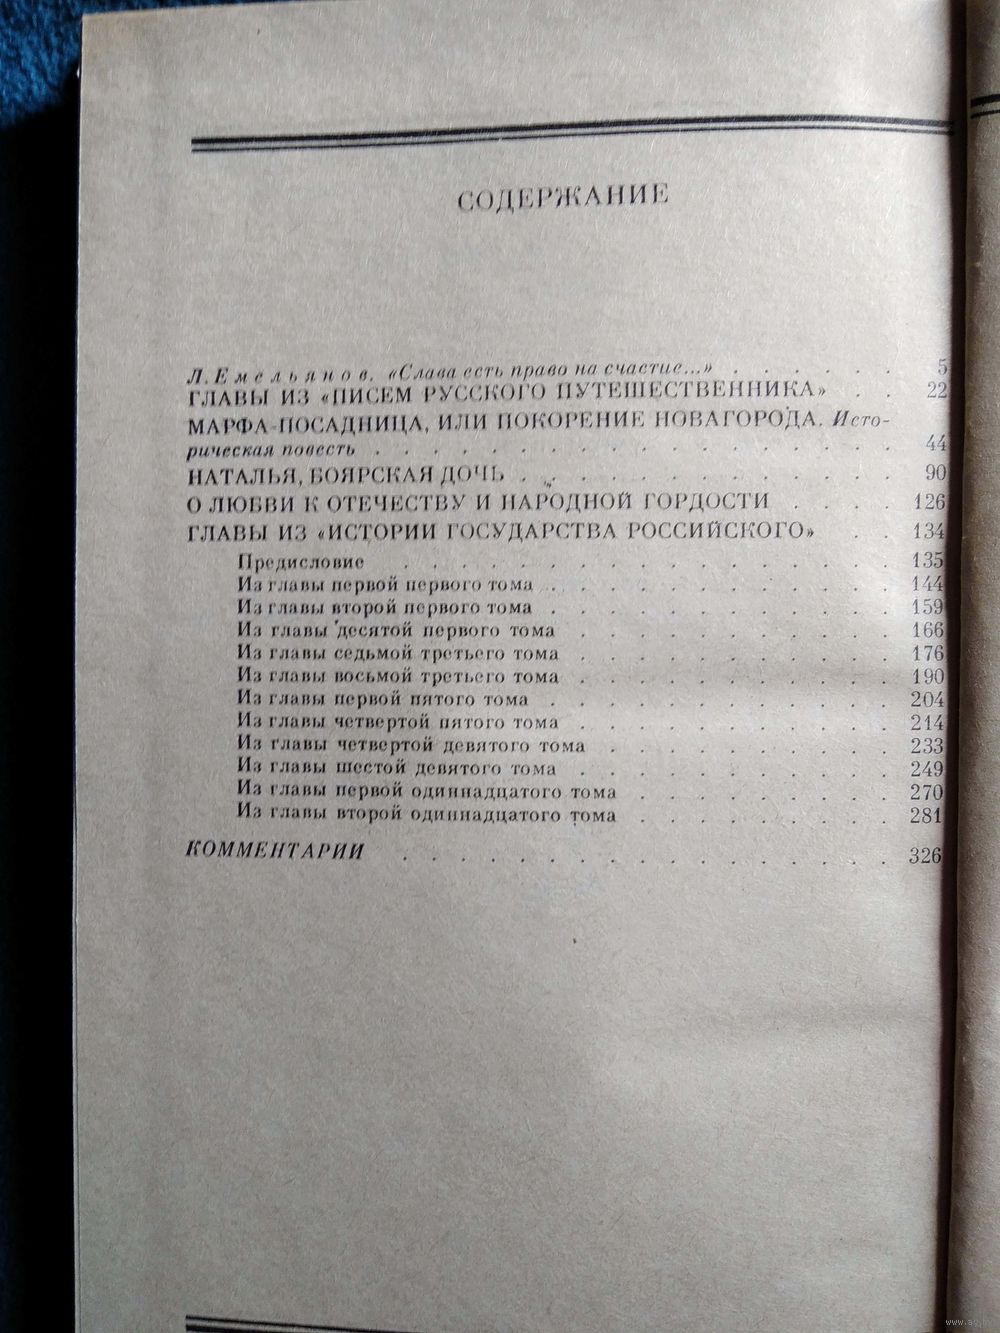 СОДЕРЖАНИЕ
Л. Емельянов. «Слава есть право на счастие...» . . . . . . 5
ГЛАВЫ ИЗ «ПИСЕМ РУССКОГО ПУТЕШЕСТВЕННИКА» . . 22
МАРФА-ПОСАДНИЦА, ИЛИ ПОКОРЕНИЕ НОВАГОРОДА. Исто-
рическая повесть . . . . . . . . . . . . . . . . . . 44
НАТАЛЬЯ, БОЯРСКАЯ ДОЧЬ . . . . . . . . . . . . . 90
О ЛЮБВИ К ОТЕЧЕСТВУ И НАРОДНОЙ ГОРДОСТИ . . . . 126
ГЛАВЫ ИЗ «ИСТОРИИ ГОСУДАРСТВА РОССИЙСКОГО» . . 134
Предисловие . . . . . . . . . . . . . . . . . 135
Из главы первой первого тома . . . . . . . . . . . . 144
Из главы второй первого тома . . . . . . . . . . . . 159
Из главы десятой первого тома . . . . . . . . . . . 166
Из главы седьмой третьего тома . . . . . . . . . . . 176
Из главы восьмой третьего тома . . . . . . . . . . . 190
Из главы первой пятого тома . . . . . . . . . . . . 204
Из главы четвертой пятого тома . . . . . . . . . . . 214
Из главы четвертой девятого тома . . . . . . . . . . 233
Из главы шестой девятого тома . . . . . . . . . . . 249
Из главы первой одиннадцатого тома . . . . . . . . . 270
Из главы второй одиннадцатого тома . . . . . . . . . 281
КОММЕНТАРИИ . . . . . . . . . . . . . . . . . 326